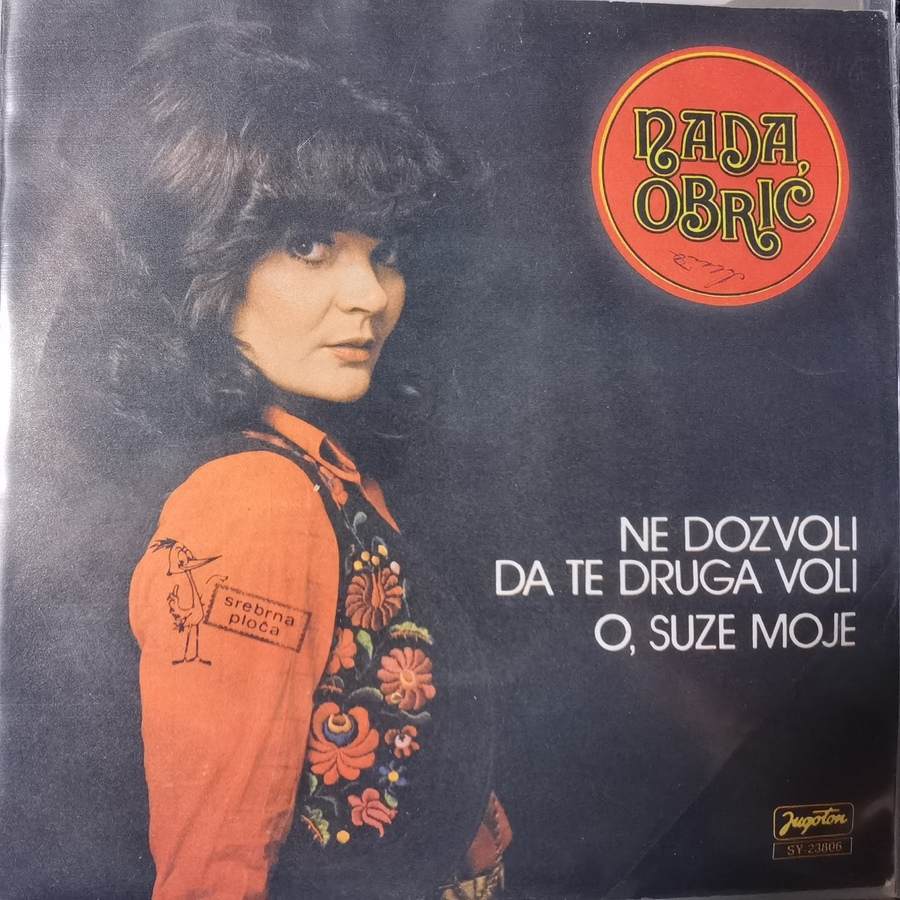 NADA
OBRIĆ
NE DOZVOLI
DA TE DRUGA VOLI
O, SUZE MOJE
srebrna
ploča
Jugoton
SY-23806